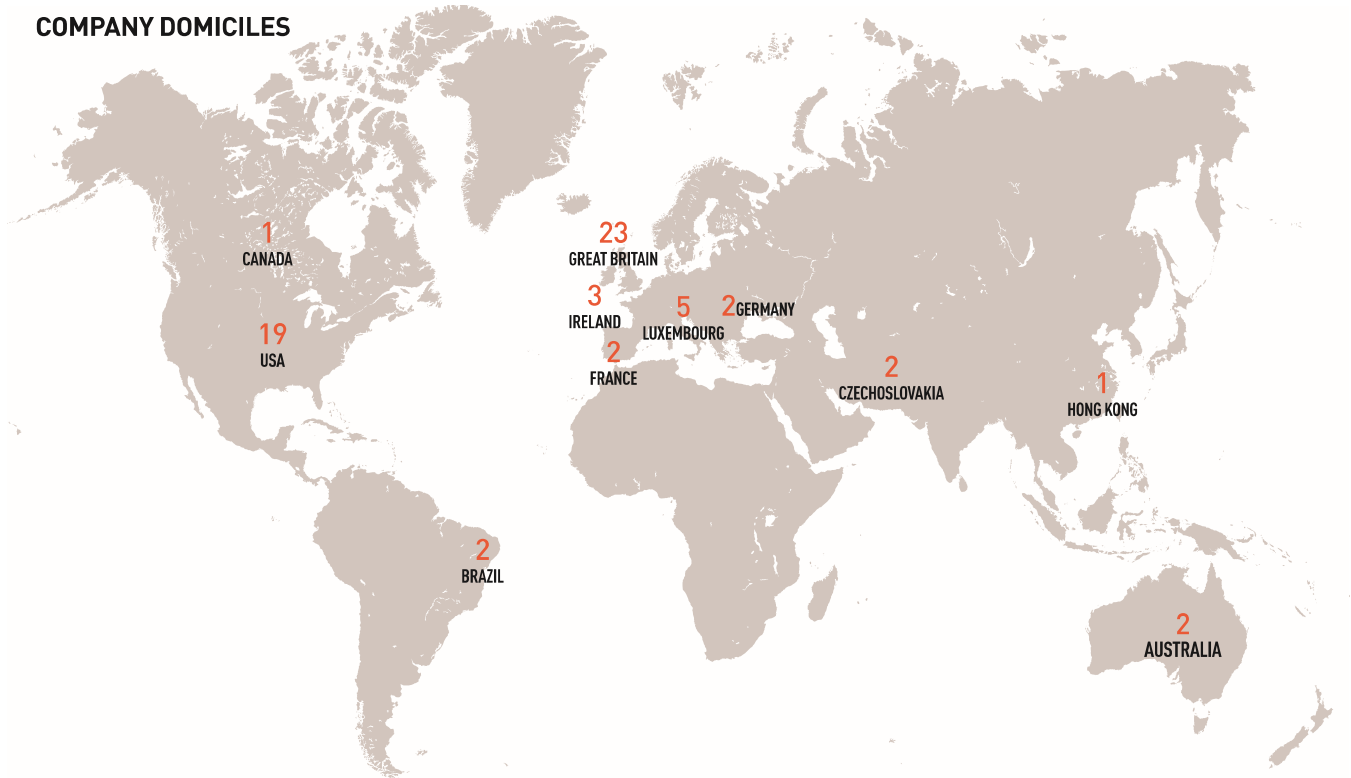 COMPANY DOMICILES
1
CANADA
19
USA
23
GREAT BRITAIN
3
IRELAND
5
LUXEMBOURG
2 GERMANY
2
FRANCE
2
CZECHOSLOVAKIA
1
HONG KONG
2
BRAZIL
2
AUSTRALIA